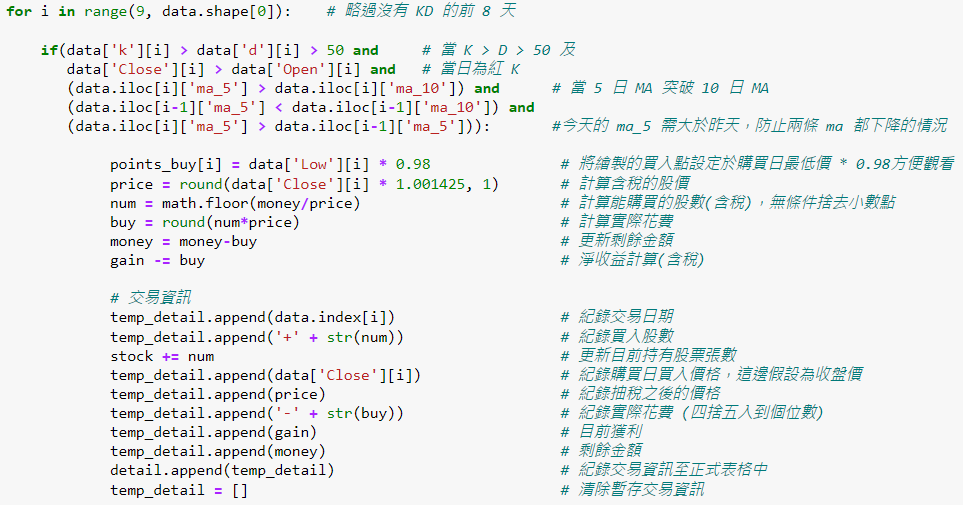 for i in range(9, data.shape[0]):    # 略過沒有 KD 的前 8 天
    if(data['k'][i] > data['d'][i] > 50 and     # 當 K > D > 50 及
       data['Close'][i] > data['Open'][i] and   # 當日為紅 K
       (data.iloc[i]['ma_5'] > data.iloc[i]['ma_10']) and      # 當 5 日 MA 突破 10 日 MA
       (data.iloc[i-1]['ma_5'] < data.iloc[i-1]['ma_10']) and
       (data.iloc[i]['ma_5'] > data.iloc[i-1]['ma_5'])):       #今天的 ma_5 需大於昨天，防止兩條 ma 都下降的情況
            points_buy[i] = data['Low'][i] * 0.98               # 將繪製的買入點設定於購買日最低價 * 0.98方便觀看
            price = round(data['Close'][i] * 1.001425, 1)       # 計算含稅的股價
            num = math.floor(money/price)                       # 計算能購買的股數(含稅)，無條件捨去小數點
            buy = round(num*price)                              # 計算實際花費
            money = money-buy                                   # 更新剩餘金額
            gain -= buy                                         # 淨收益計算(含稅)
            # 交易資訊
            temp_detail.append(data.index[i])                   # 紀錄交易日期
            temp_detail.append('+' + str(num))                  # 紀錄買入股數
            stock += num                                        # 更新目前持有股票張數
            temp_detail.append(data['Close'][i])                # 紀錄購買日買入價格，這邊假設為收盤價
            temp_detail.append(price)                           # 紀錄抽稅之後的價格
            temp_detail.append('-' + str(buy))                  # 紀錄實際花費 (四捨五入到個位數)
            temp_detail.append(gain)                            # 目前獲利
            temp_detail.append(money)                           # 剩餘金額
            detail.append(temp_detail)                          # 紀錄交易資訊至正式表格中
            temp_detail = []                                    # 清除暫存交易資訊